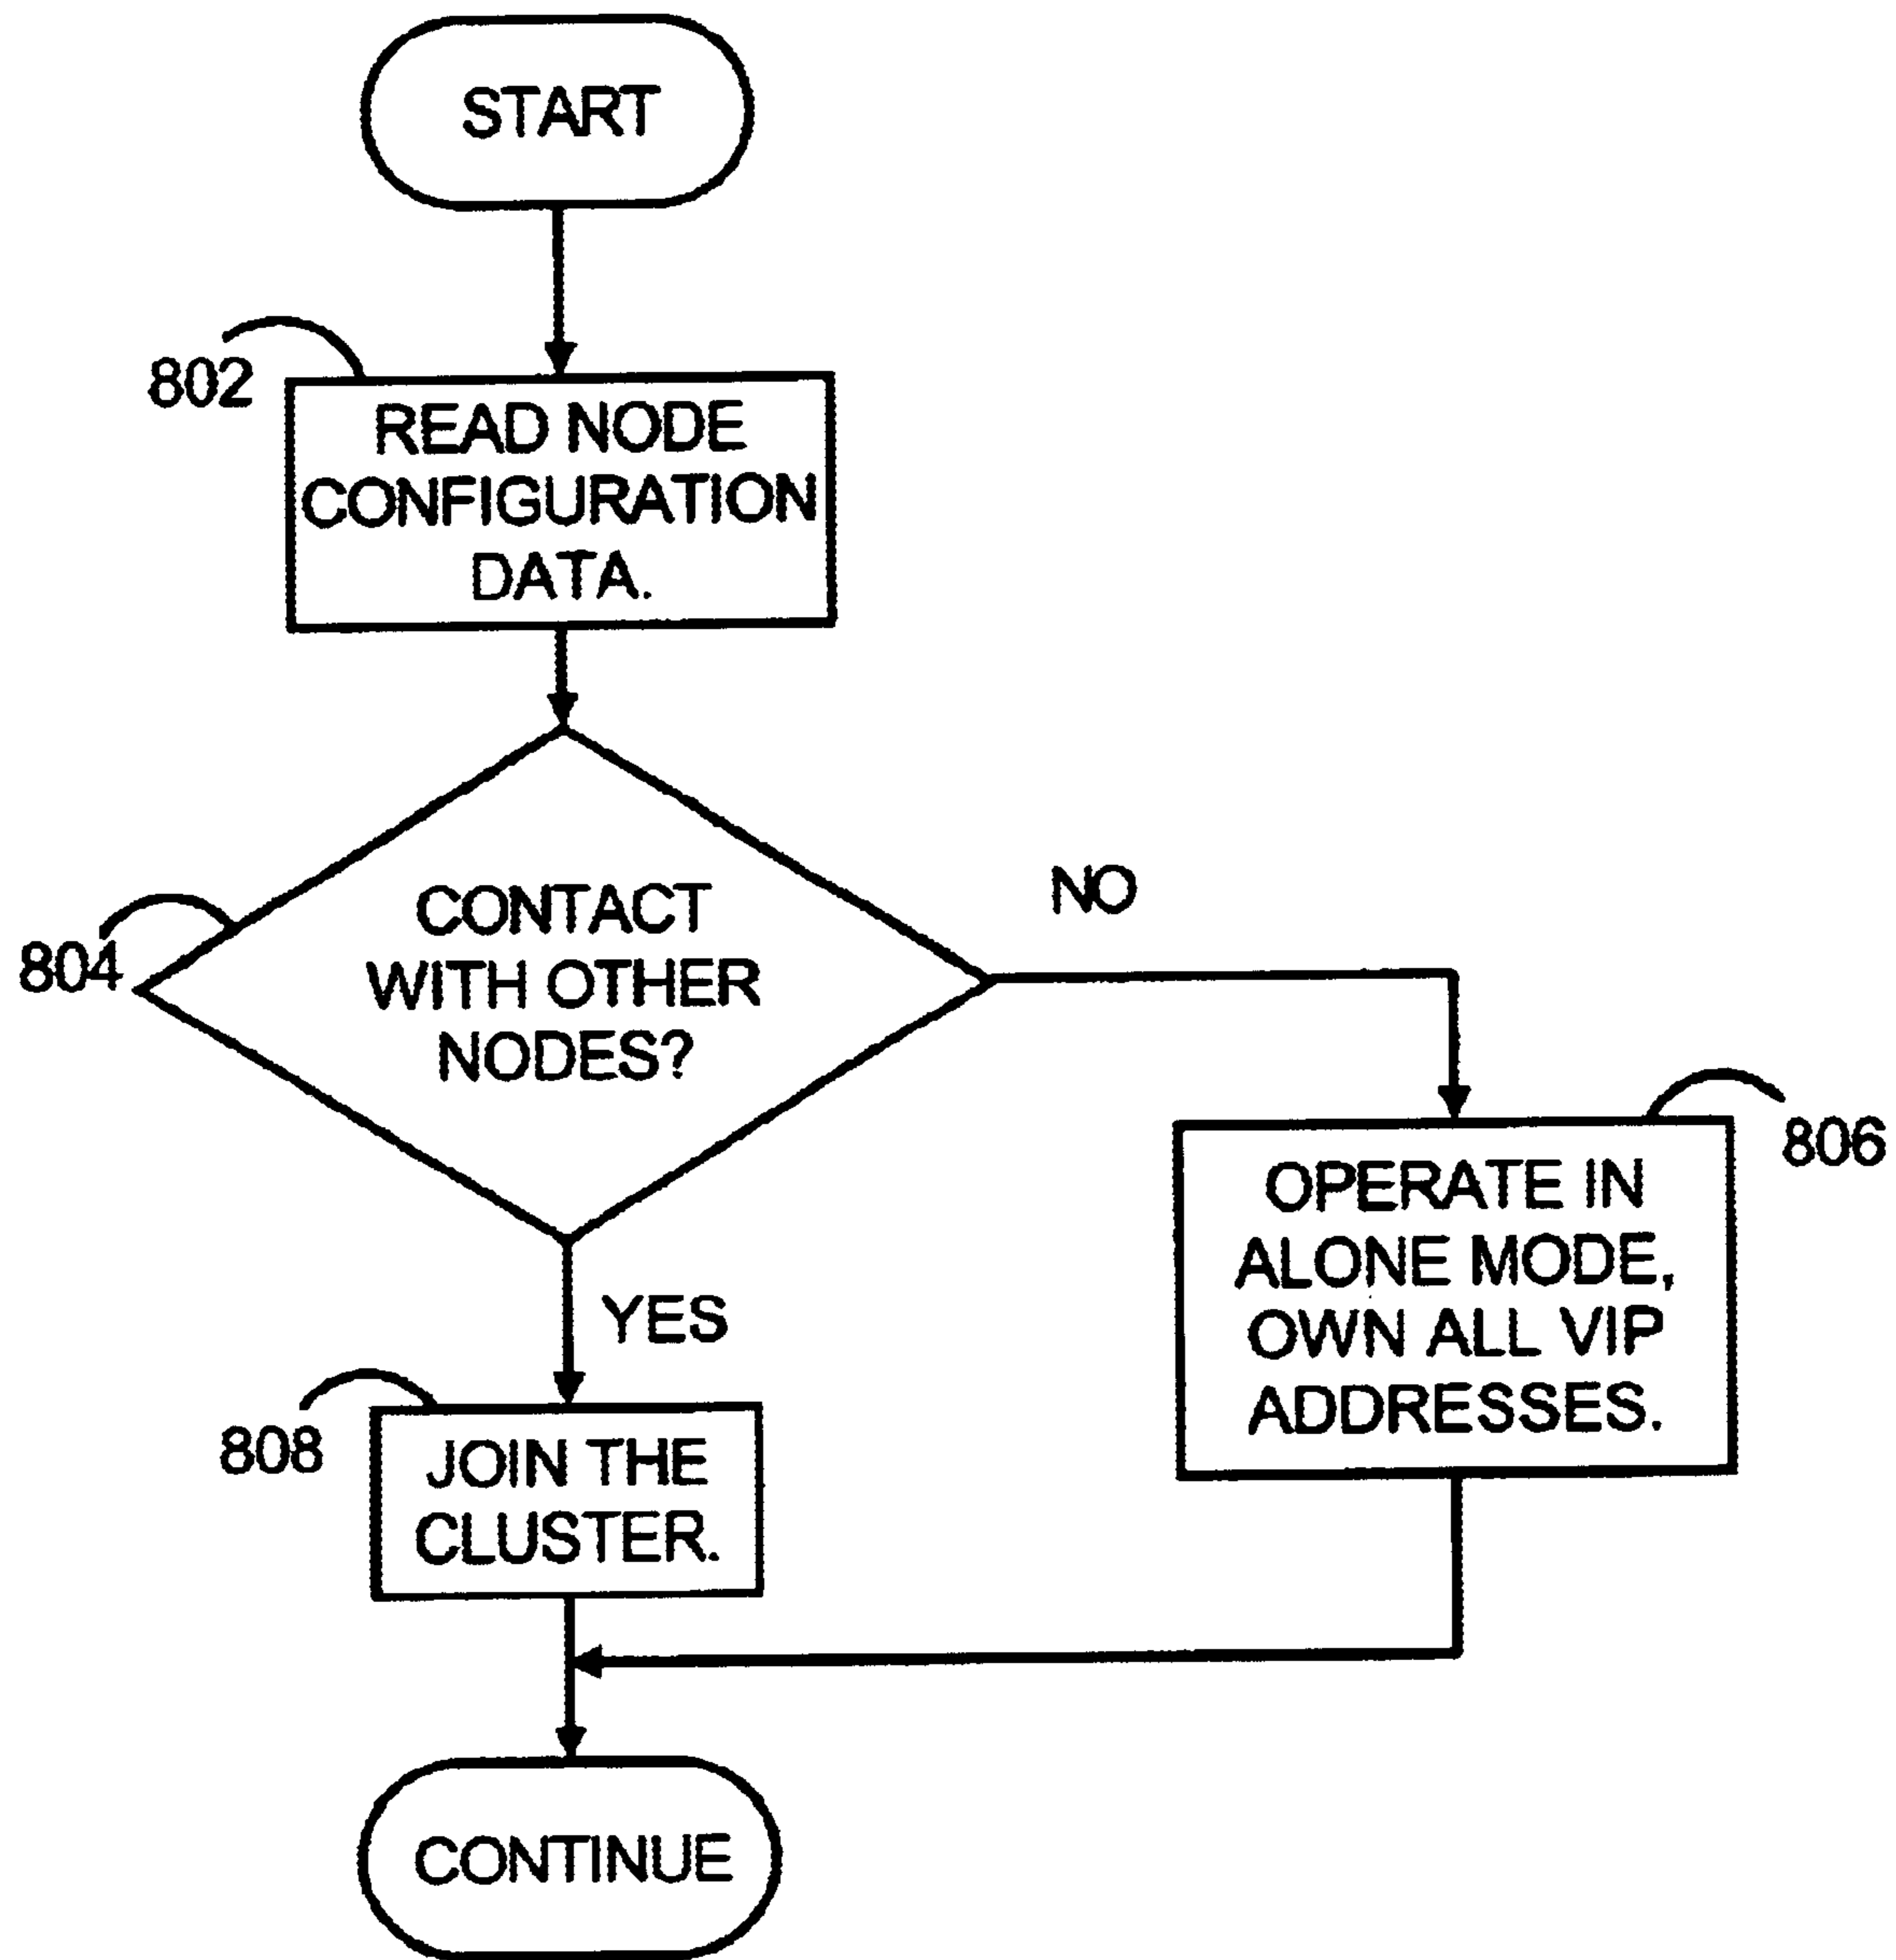 START
802
READ NODE
CONFIGURATION
DATA.
804
CONTACT
WITH OTHER
NODES?
NO
YES
806
OPERATE IN
ALONE MODE,
OWN ALL VIP
ADDRESSES.
808
JOIN THE
CLUSTER.
CONTINUE